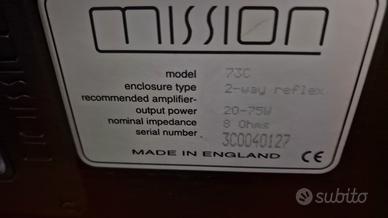 mission
model 73C
enclosure type 2-way reflex
recommended amplifier-
output power 20-75W
nominal impedance 8 Ohms
serial number 3C0040127
MADE IN ENGLAND CE
subito